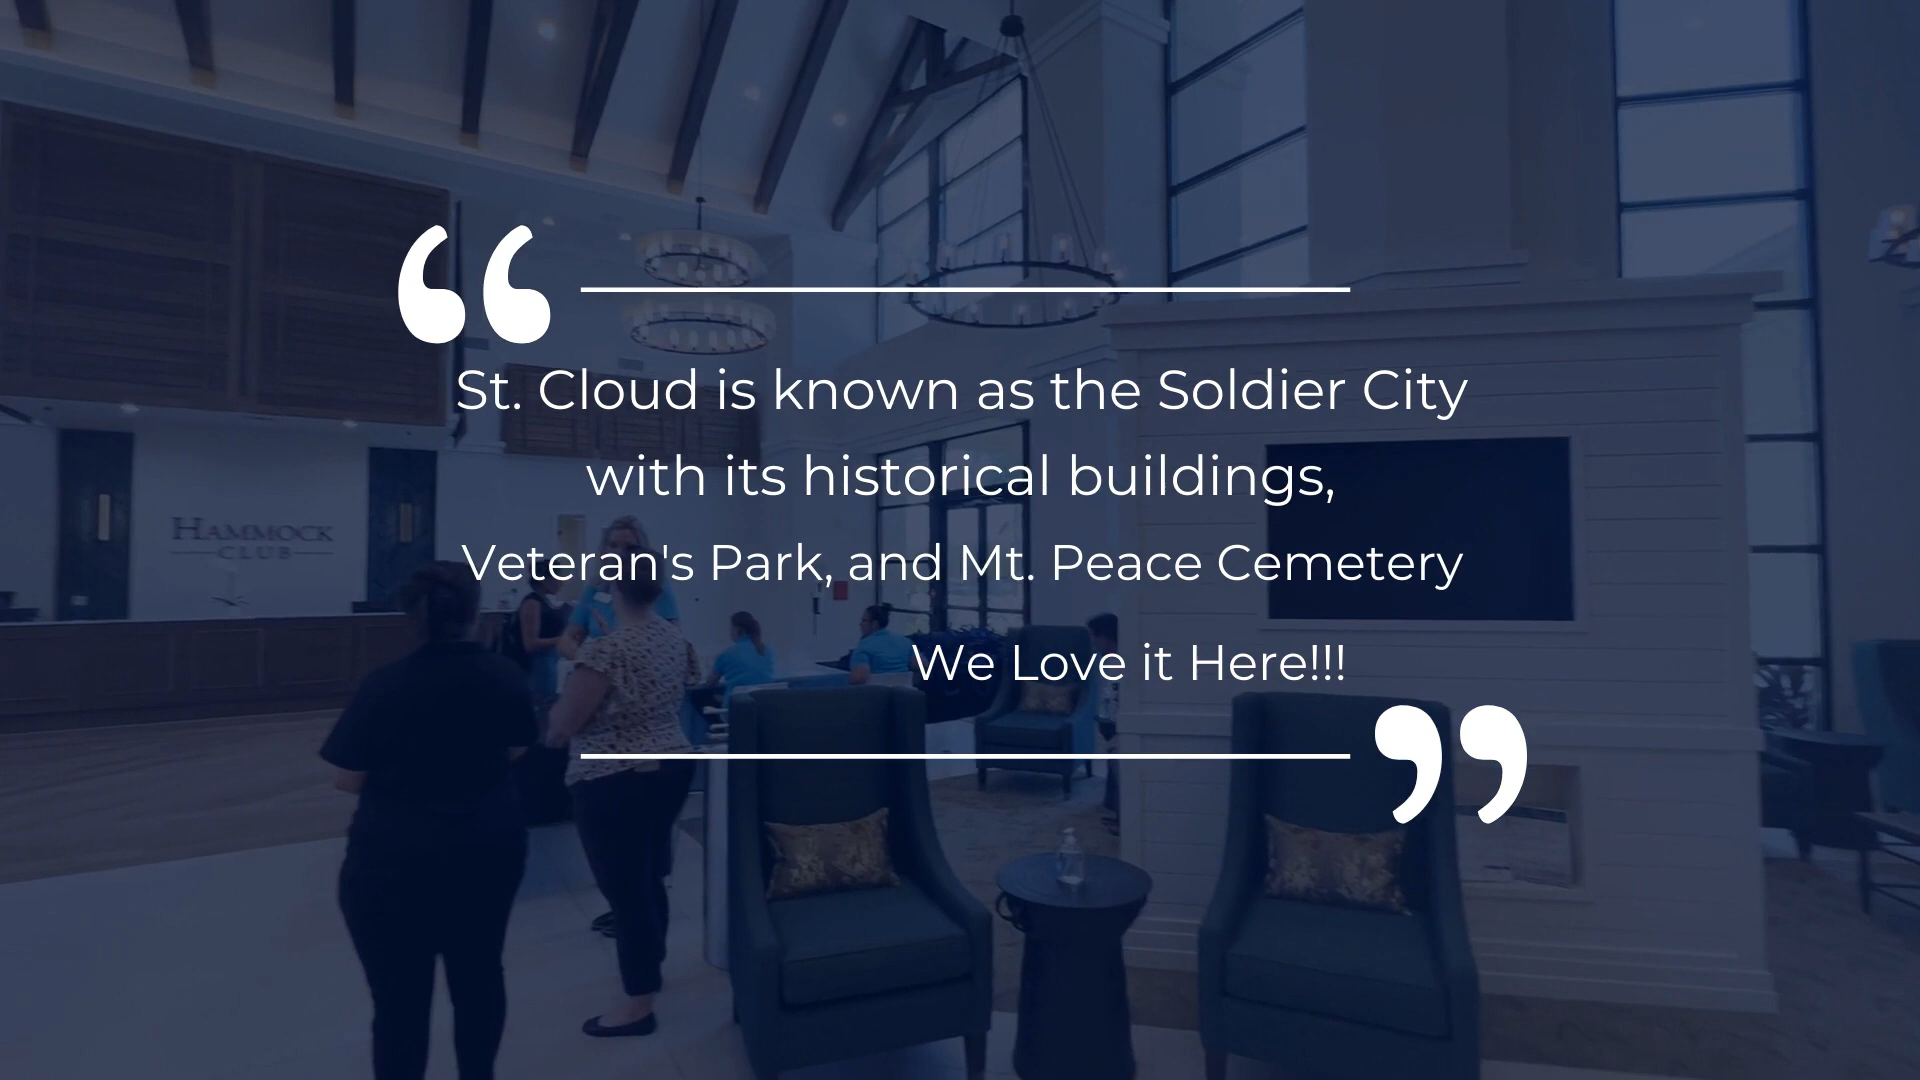 St. Cloud is known as the Soldier City
with its historical buildings,
HAMMOCK
CLUB
Veteran's Park, and Mt. Peace Cemetery
We Love it Here!!!